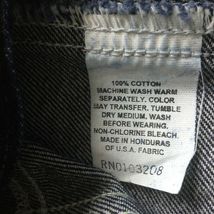 100% COTTON
MACHINE WASH WARM
SEPARATELY. COLOR
MAY TRANSFER. TUMBLE
DRY MEDIUM. WASH
BEFORE WEARING.
NON-CHLORINE BLEACH.
MADE IN HONDURAS
OF U.S.A. FABRIC
RN0103208